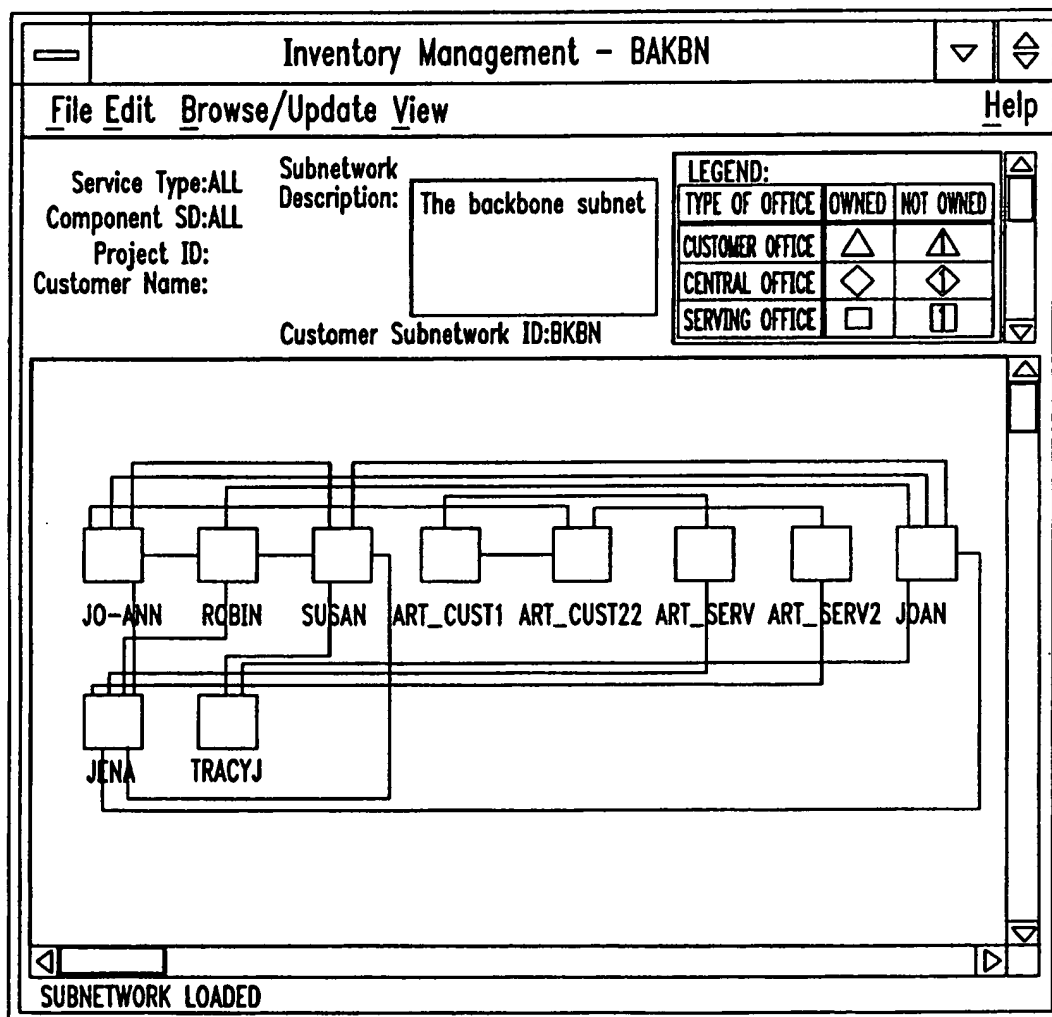 Inventory Management - BAKBN
File Edit Browse/Update View Help
Service Type:ALL
Component SD:ALL
Project ID:
Customer Name:
Subnetwork
Description:
The backbone subnet
Customer Subnetwork ID:BKBN
LEGEND:
TYPE OF OFFICE OWNED NOT OWNED
CUSTOMER OFFICE
CENTRAL OFFICE
SERVING OFFICE
JO-ANN ROBIN SUSAN ART_CUST1 ART_CUST22 ART_SERV ART_SERV2 JOAN
JENA TRACYJ
SUBNETWORK LOADED